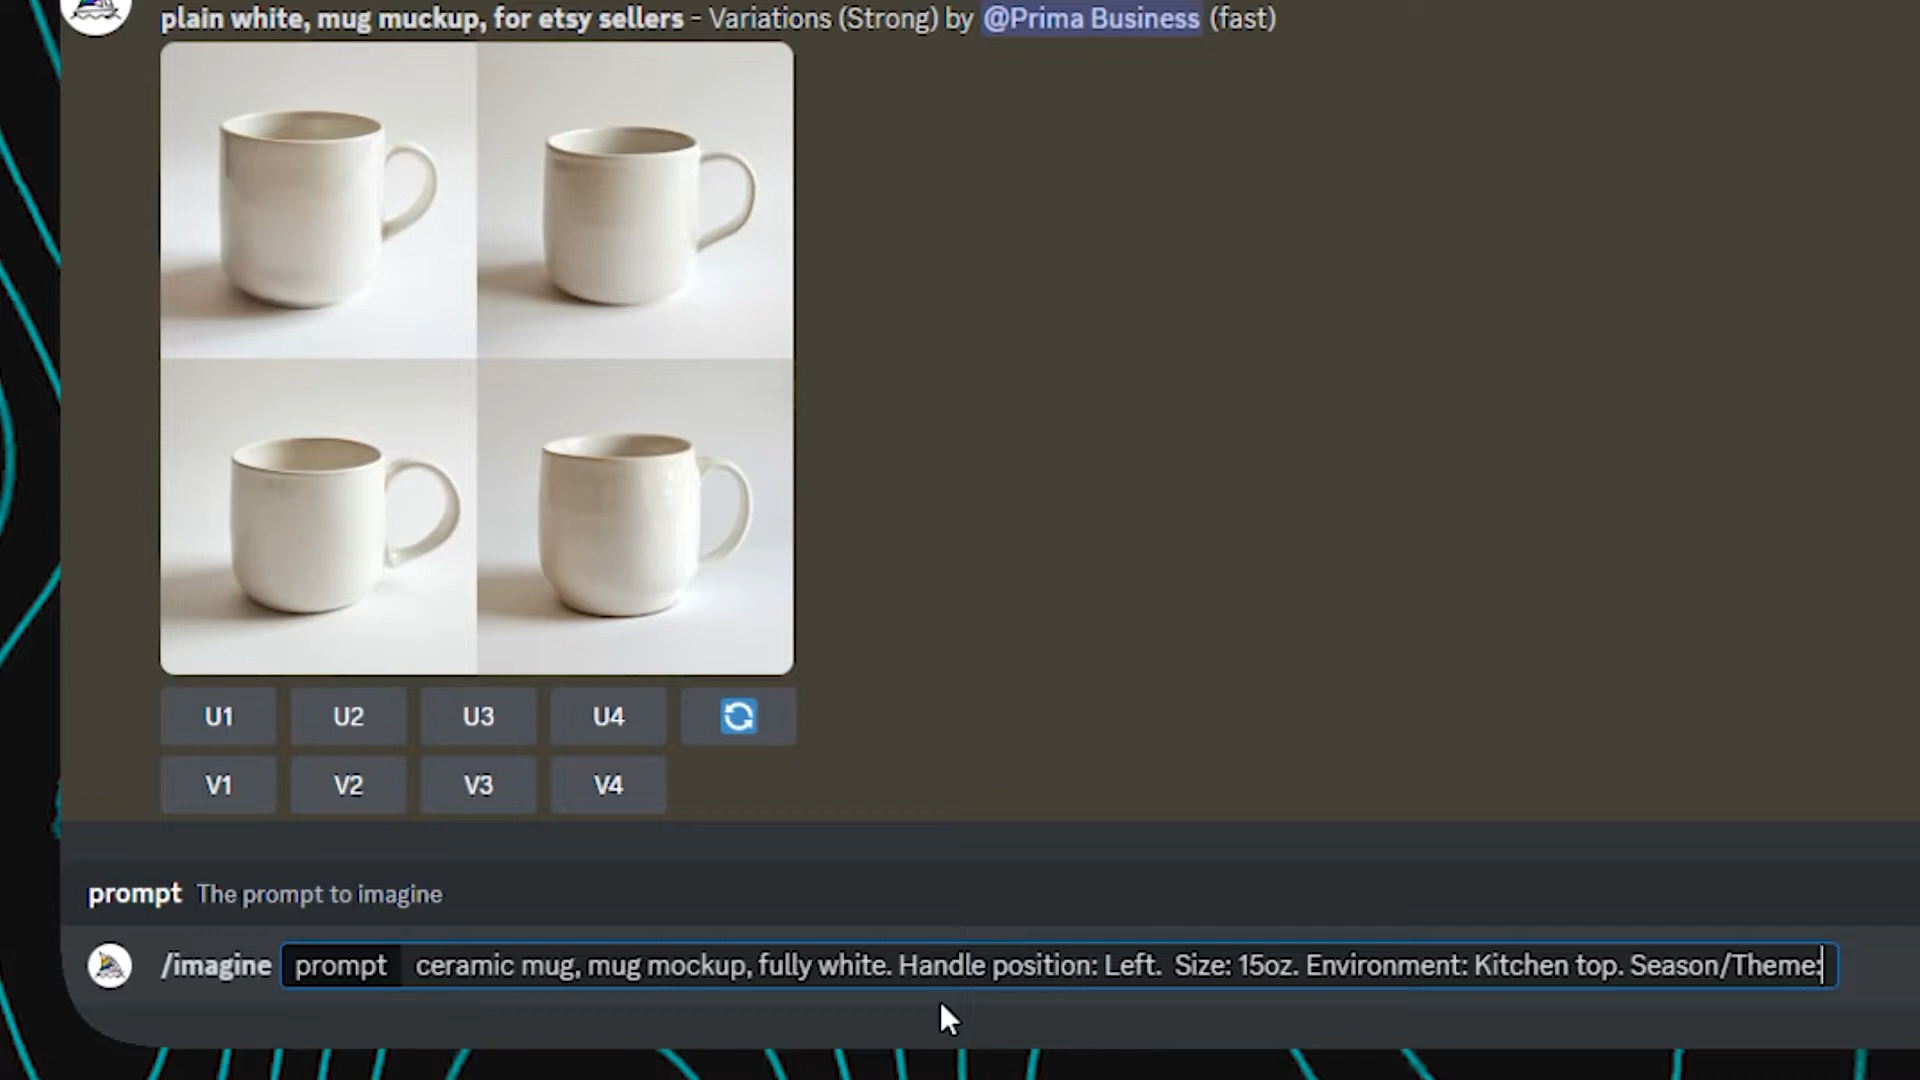 plain white, mug muckup, for etsy sellers - Variations (Strong) by @Prima Business (fast)
U1 U2 U3 U4
V1 V2 V3 V4
prompt The prompt to imagine
/imagine prompt ceramic mug, mug mockup, fully white. Handle position: Left. Size: 15oz. Environment: Kitchen top. Season/Theme: